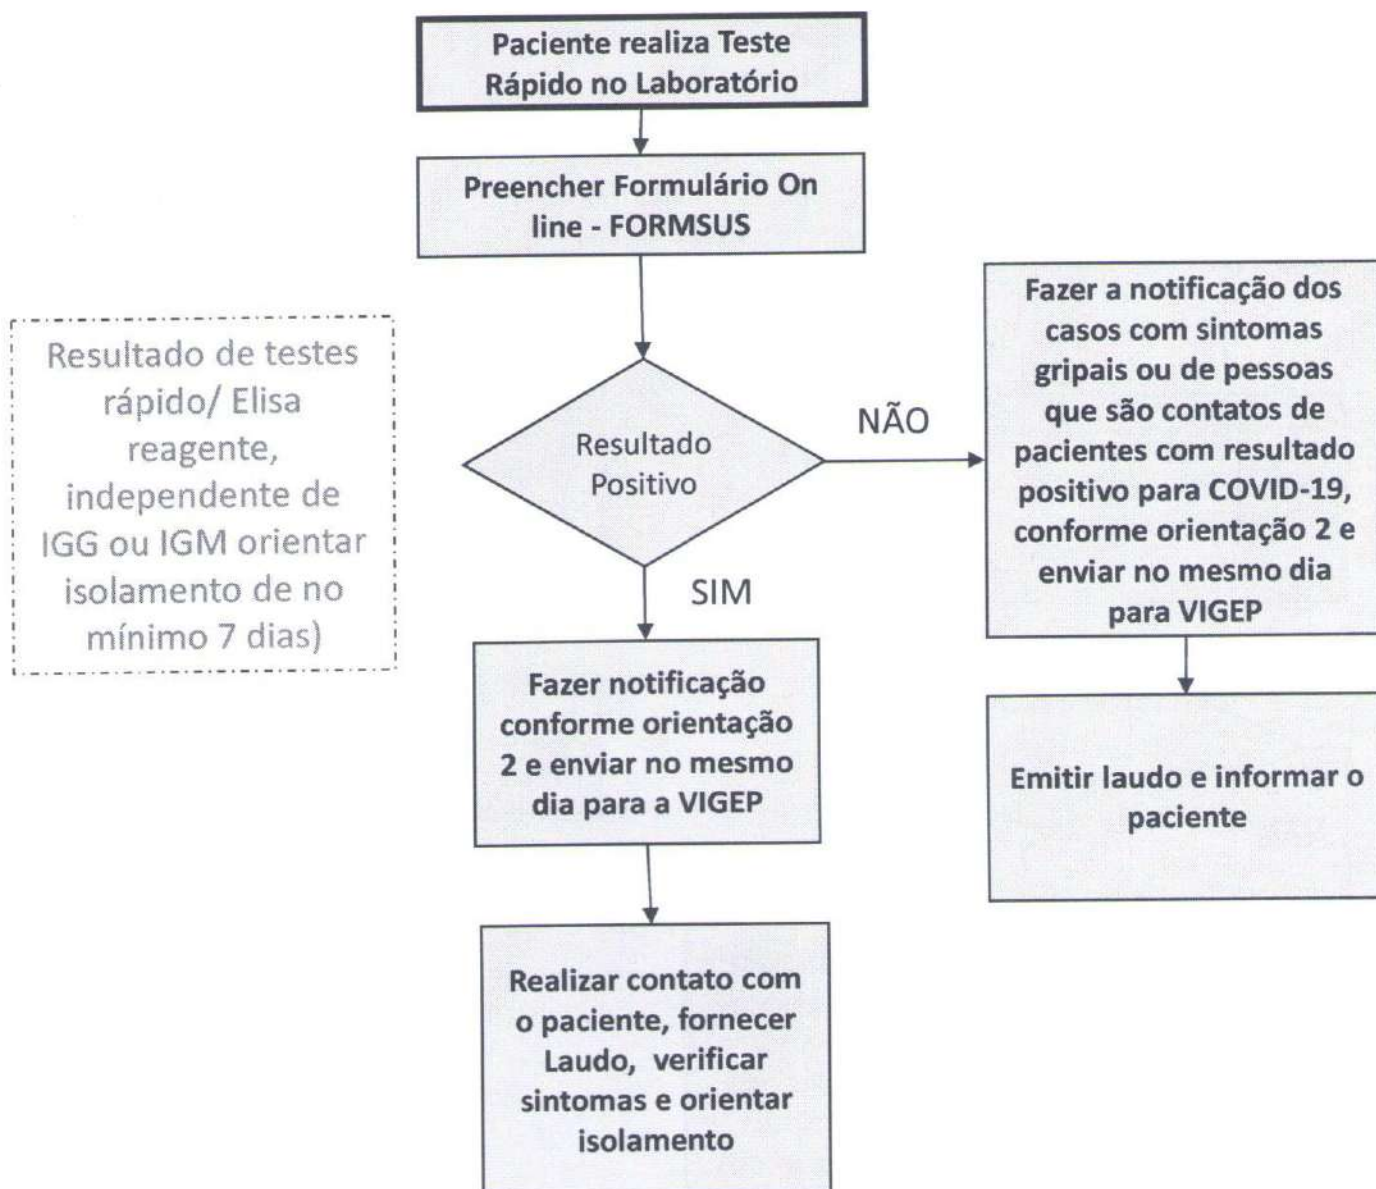 Paciente realiza Teste
Rápido no Laboratório
Preencher Formulário On
line - FORMSUS
Resultado de testes
rápido/ Elisa
reagente,
independente de
IGG ou IGM orientar
isolamento de no
mínimo 7 dias)
Resultado
Positivo
NÃO
SIM
Fazer a notificação dos
casos com sintomas
gripais ou de pessoas
que são contatos de
pacientes com resultado
positivo para COVID-19,
conforme orientação 2 e
enviar no mesmo dia
para VIGEP
Emitir laudo e informar o
paciente
Fazer notificação
conforme orientação
2 e enviar no mesmo
dia para a VIGEP
Realizar contato com
o paciente, fornecer
Laudo, verificar
sintomas e orientar
isolamento